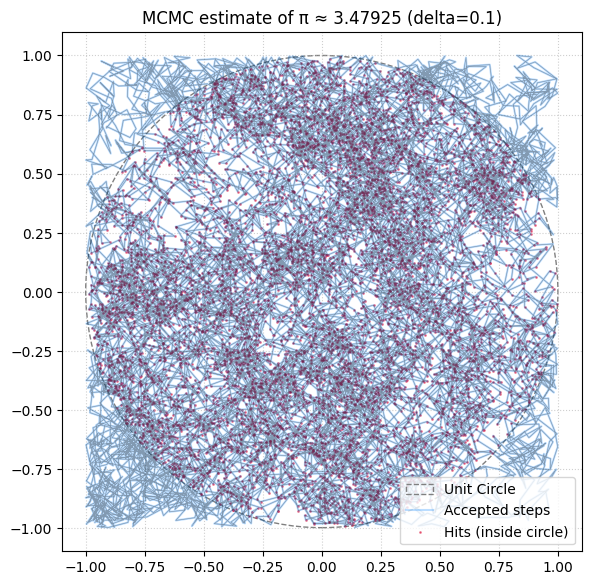 MCMC estimate of π ≈ 3.47925 (delta=0.1)
1.00
0.75
0.50
0.25
0.00
−0.25
−0.50
−0.75
−1.00
Unit Circle
Accepted steps
Hits (inside circle)
−1.00 −0.75 −0.50 −0.25 0.00 0.25 0.50 0.75 1.00